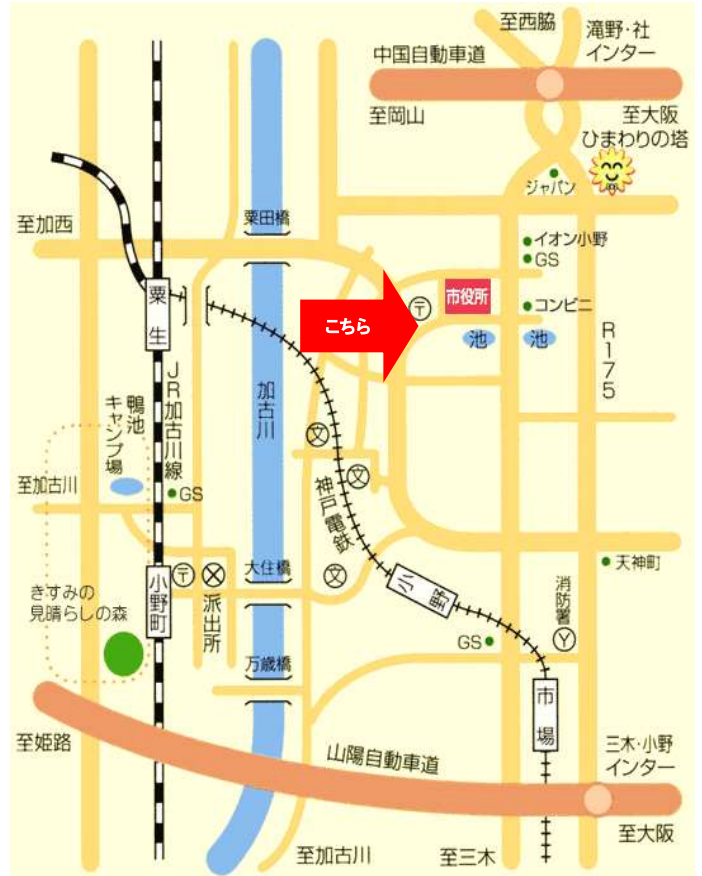 至西脇
滝野・社
インター
中国自動車道
至岡山
至大阪
ひまわりの塔
ジャパン
粟田橋
至加西
イオン小野
GS
市役所
〒
コンビニ
こちら
粟生
池
池
R175
JR加古川線
加古川
鴨池
キャンプ場
文
文
至加古川
GS
神戸電鉄
大住橋
天神町
小野町
〒
派出所
文
小野
消防署
Y
きすみの
見晴らしの森
GS
万歳橋
市場
至姫路
山陽自動車道
三木・小野
インター
至大阪
至加古川
至三木